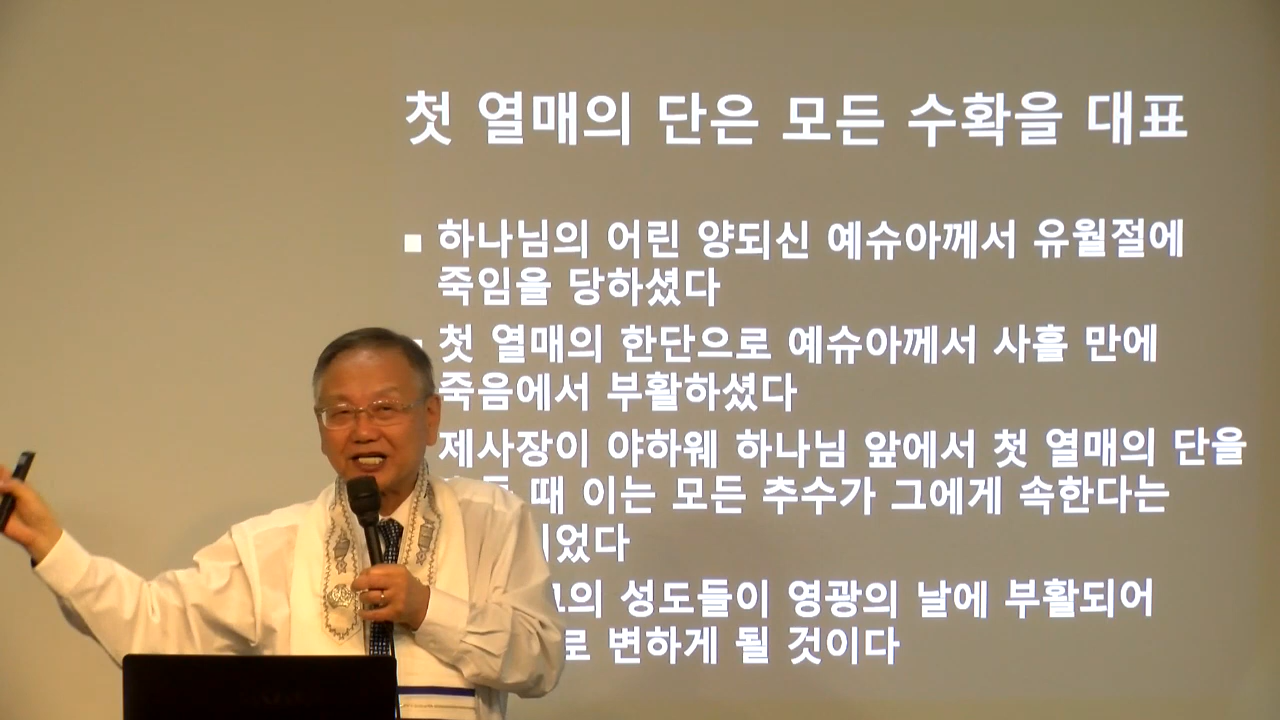 첫 열매의 단은 모든 수확을 대표
하나님의 어린 양되신 예슈아께서 유월절에
죽임을 당하셨다
첫 열매의 한단으로 예슈아께서 사흘 만에
죽음에서 부활하셨다
제사장이 야하웨 하나님 앞에서 첫 열매의 단을
때 이는 모든 추수가 그에게 속한다는
성도들이 영광의 날에 부활되어
변하게 될 것이다